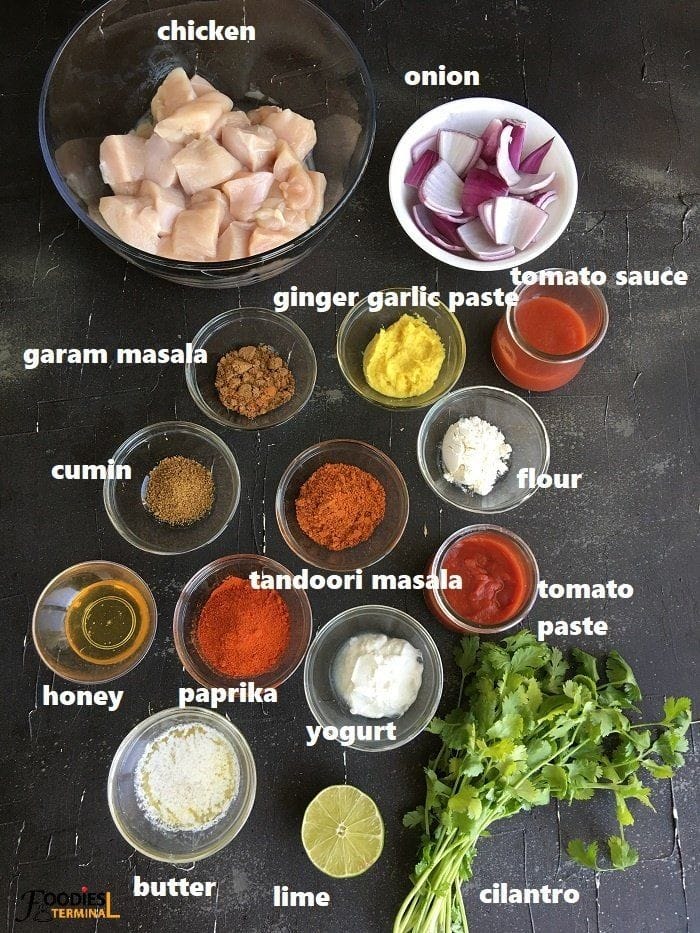 chicken
onion
tomato sauce
ginger garlic paste
garam masala
cumin
flour
tandoori masala
tomato
paste
honey
paprika
yogurt
butter
lime
cilantro
FOODIES
TERMINAL